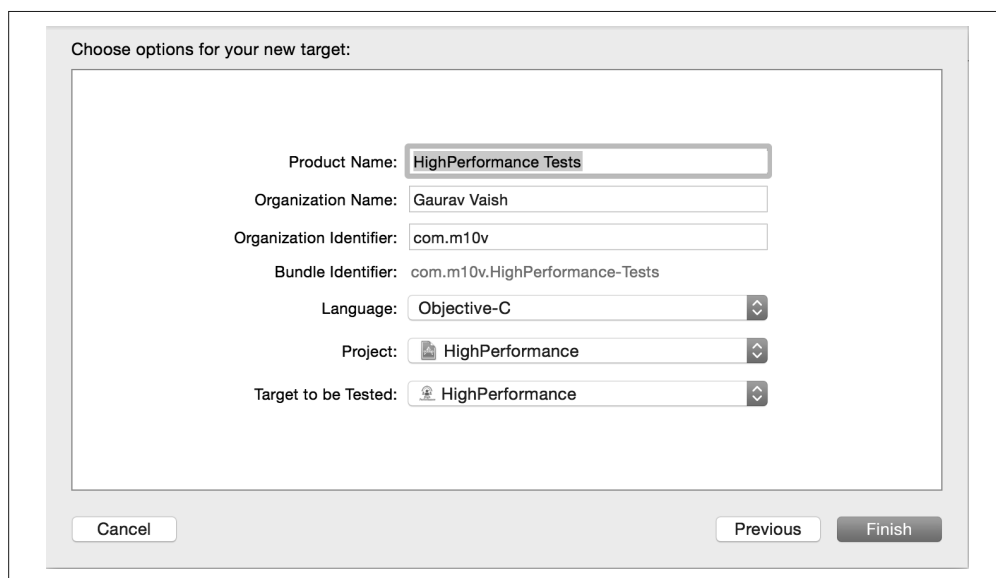 Choose options for your new target:
Product Name: HighPerformance Tests
Organization Name: Gaurav Vaish
Organization Identifier: com.m10v
Bundle Identifier: com.m10v.HighPerformance-Tests
Language: Objective-C
Project: HighPerformance
Target to be Tested: HighPerformance
Cancel Previous Finish